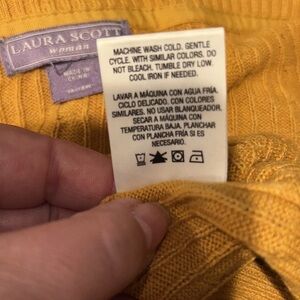 LAURA SCOTT
woman
MADE IN
CHINA
MACHINE WASH COLD. GENTLE
CYCLE WITH SIMILAR COLORS. DO
NOT BLEACH. TUMBLE DRY LOW.
COOL IRON IF NEEDED.
LAVAR A MÁQUINA CON AGUA FRÍA,
CICLO DELICADO. CON COLORES
SIMILARES. NO USAR BLANQUEADOR.
SECAR A MÁQUINA CON
TEMPERATURA BAJA. PLANCHAR
CON PLANCHA FRÍA SI ES
NECESARIO.